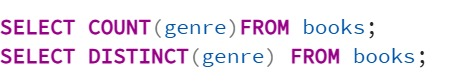 SELECT COUNT(genre)FROM books;
SELECT DISTINCT(genre) FROM books;